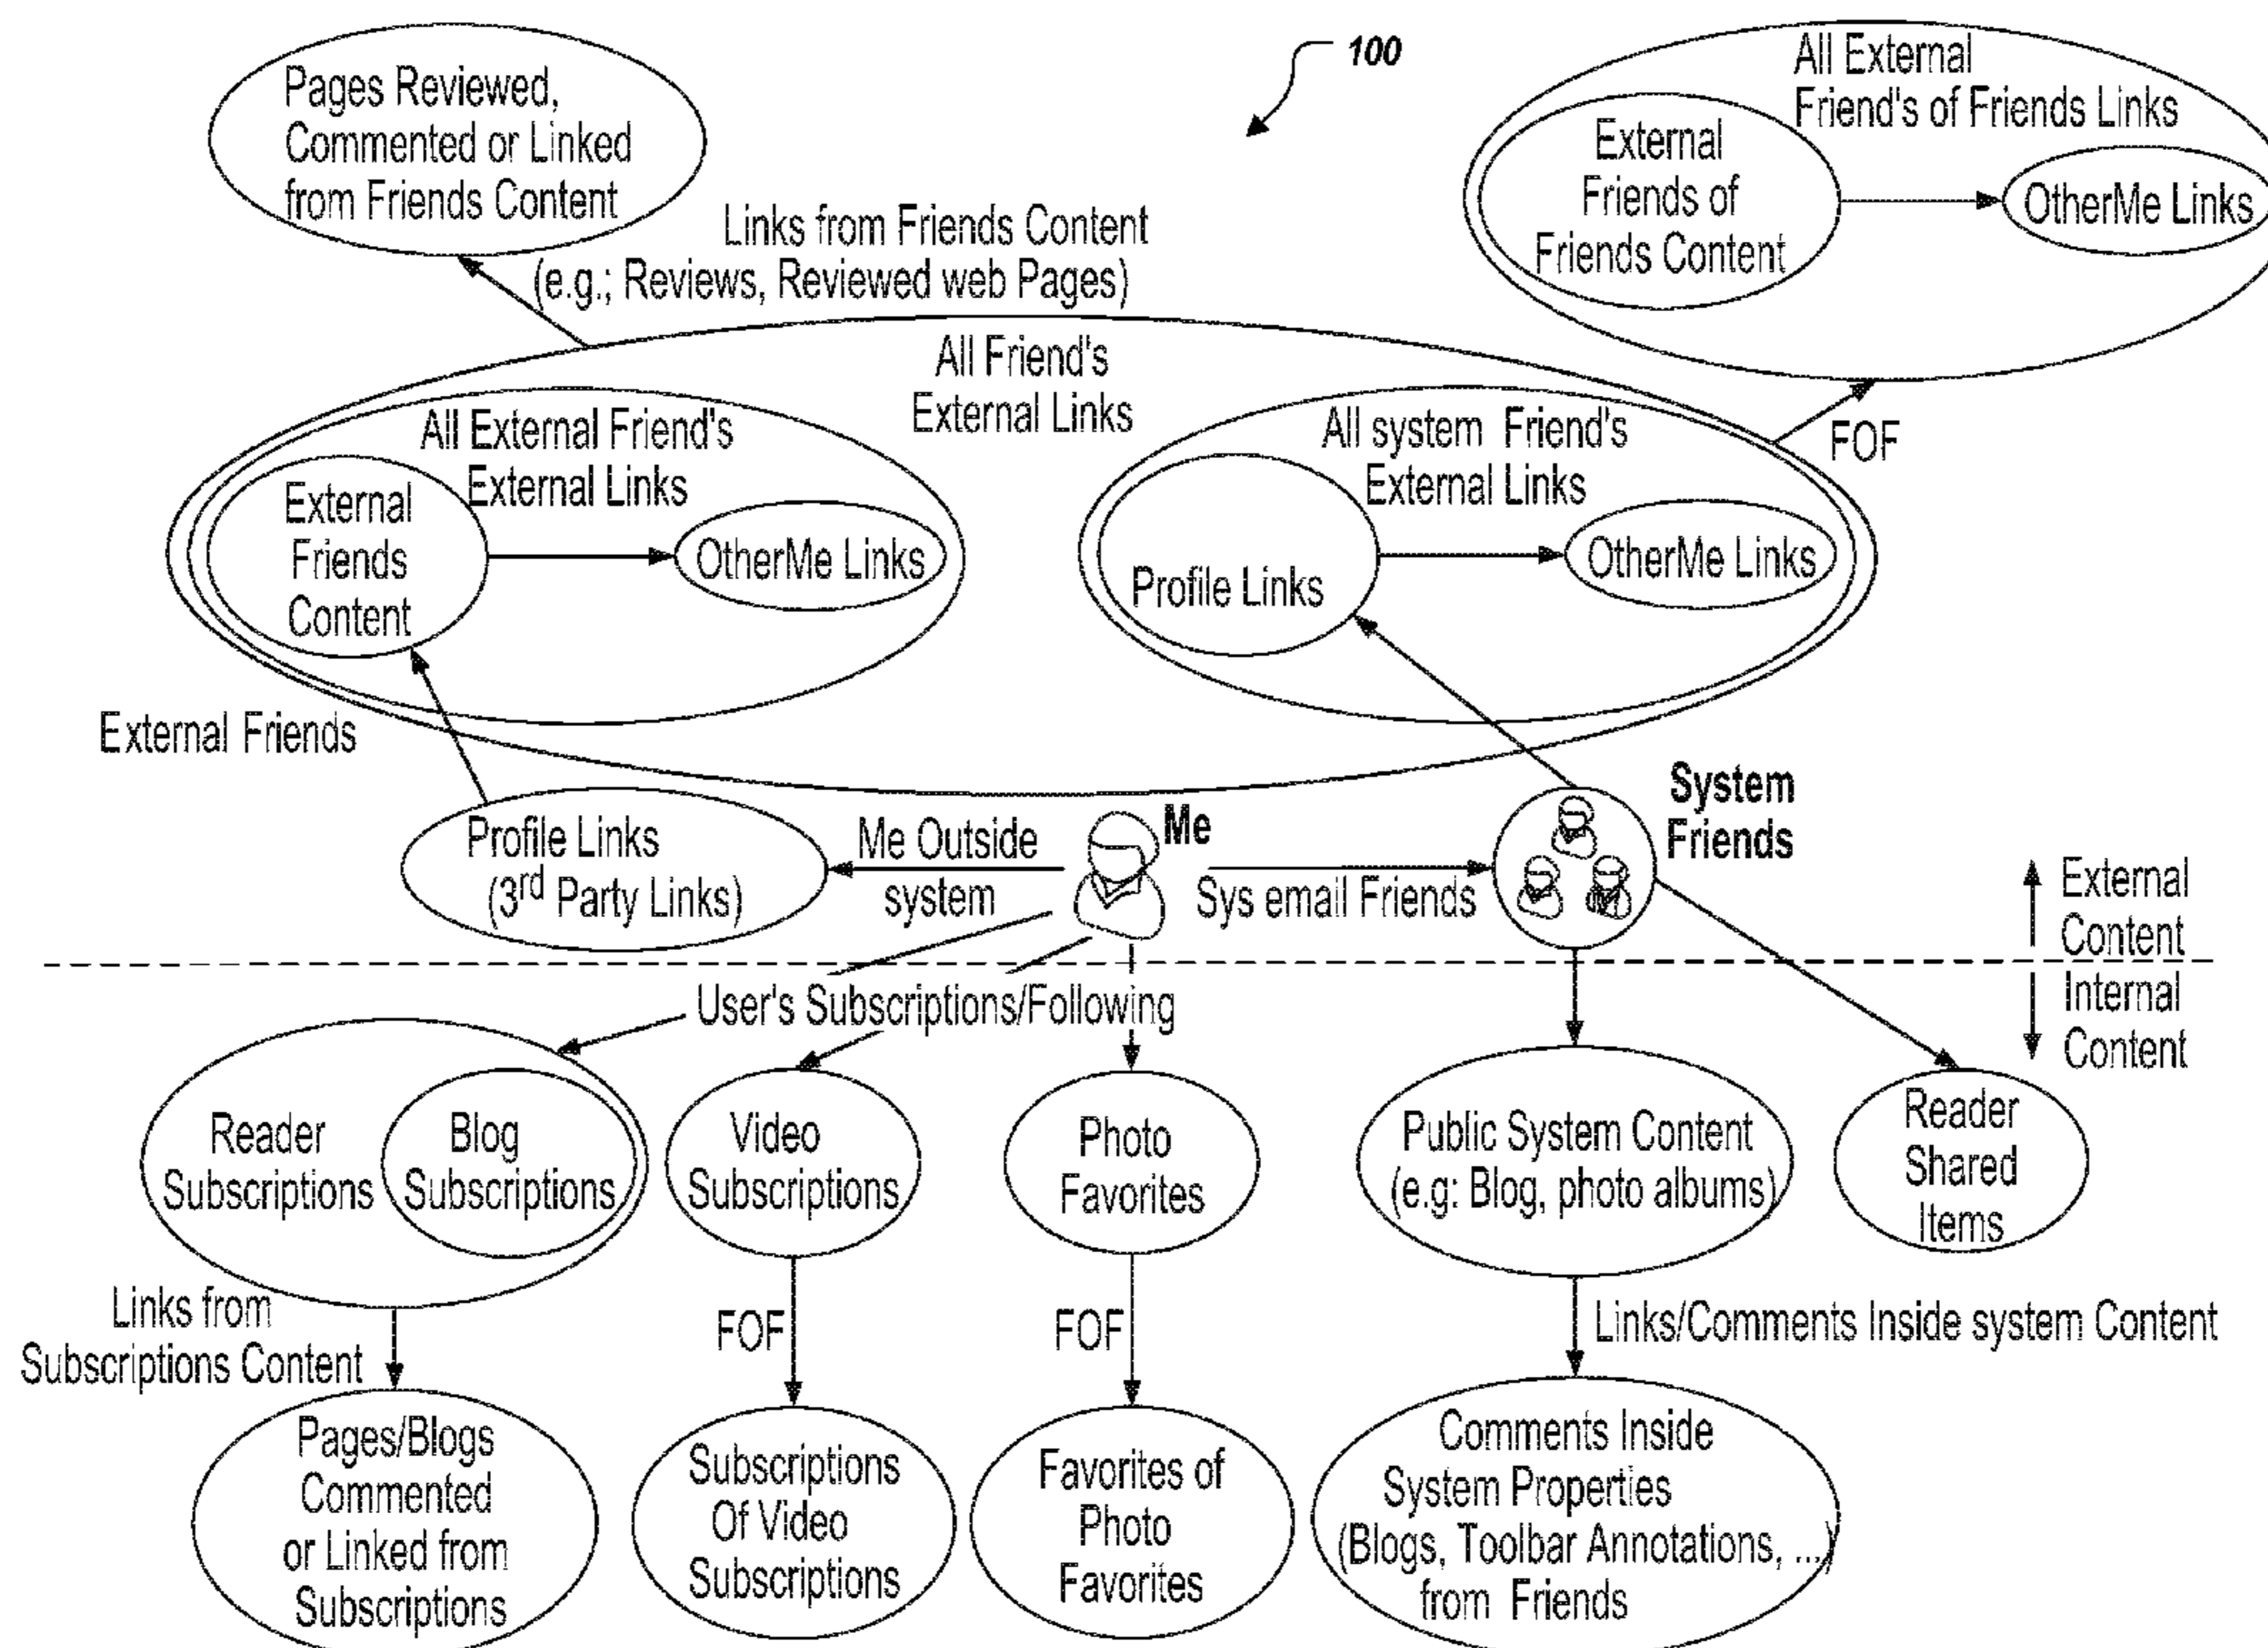 100
Pages Reviewed,
Commented or Linked
from Friends Content
All External
Friend's of Friends Links
External
Friends of
Friends Content
OtherMe Links
Links from Friends Content
(e.g.; Reviews, Reviewed web Pages)
All Friend's
External Links
All External Friend's
External Links
External
Friends
Content
OtherMe Links
All system Friend's
External Links
Profile Links
OtherMe Links
FOF
External Friends
Profile Links
(3rd Party Links)
Me Outside
system
Me
Sys email Friends
System
Friends
External
Content
Internal
Content
User's Subscriptions/Following
Reader
Subscriptions
Blog
Subscriptions
Video
Subscriptions
Photo
Favorites
Public System Content
(e.g: Blog, photo albums)
Reader
Shared
Items
Links from
Subscriptions Content
FOF
FOF
Links/Comments Inside system Content
Pages/Blogs
Commented
or Linked from
Subscriptions
Subscriptions
Of Video
Subscriptions
Favorites of
Photo
Favorites
Comments Inside
System Properties
(Blogs, Toolbar Annotations, ...)
from Friends